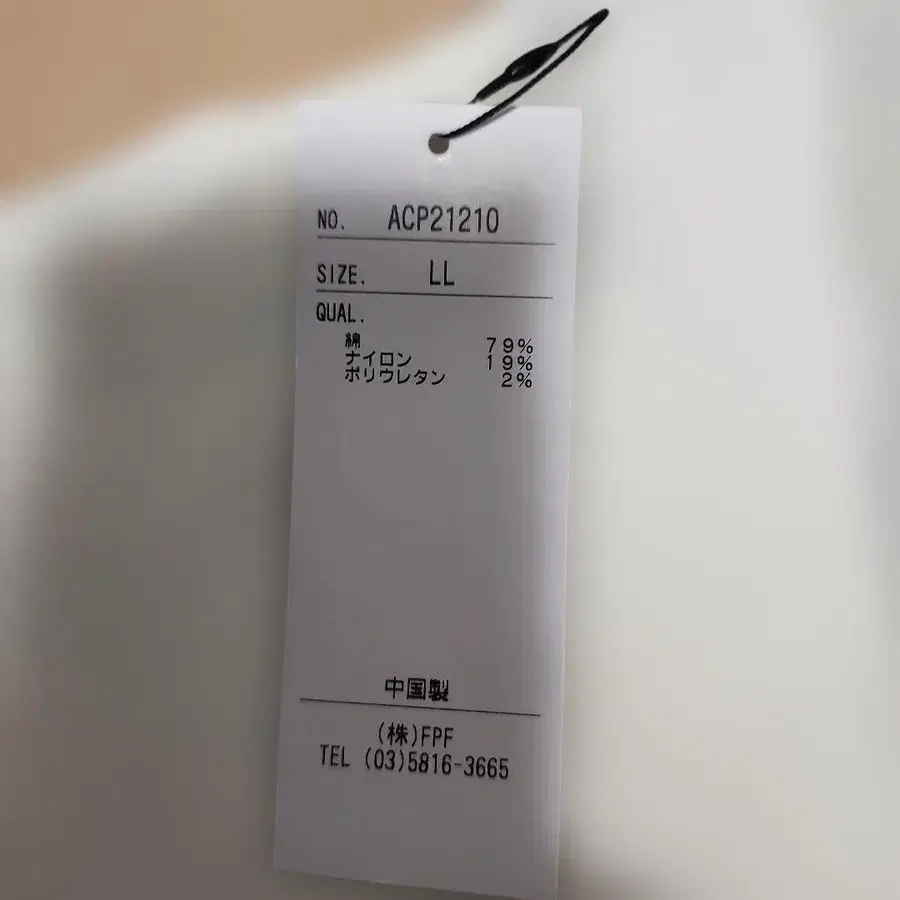 NO. ACP21210
SIZE. LL
QUAL.
綿 79%
ナイロン 19%
ポリウレタン 2%
中国製
(株)FPF
TEL (03)5816-3665